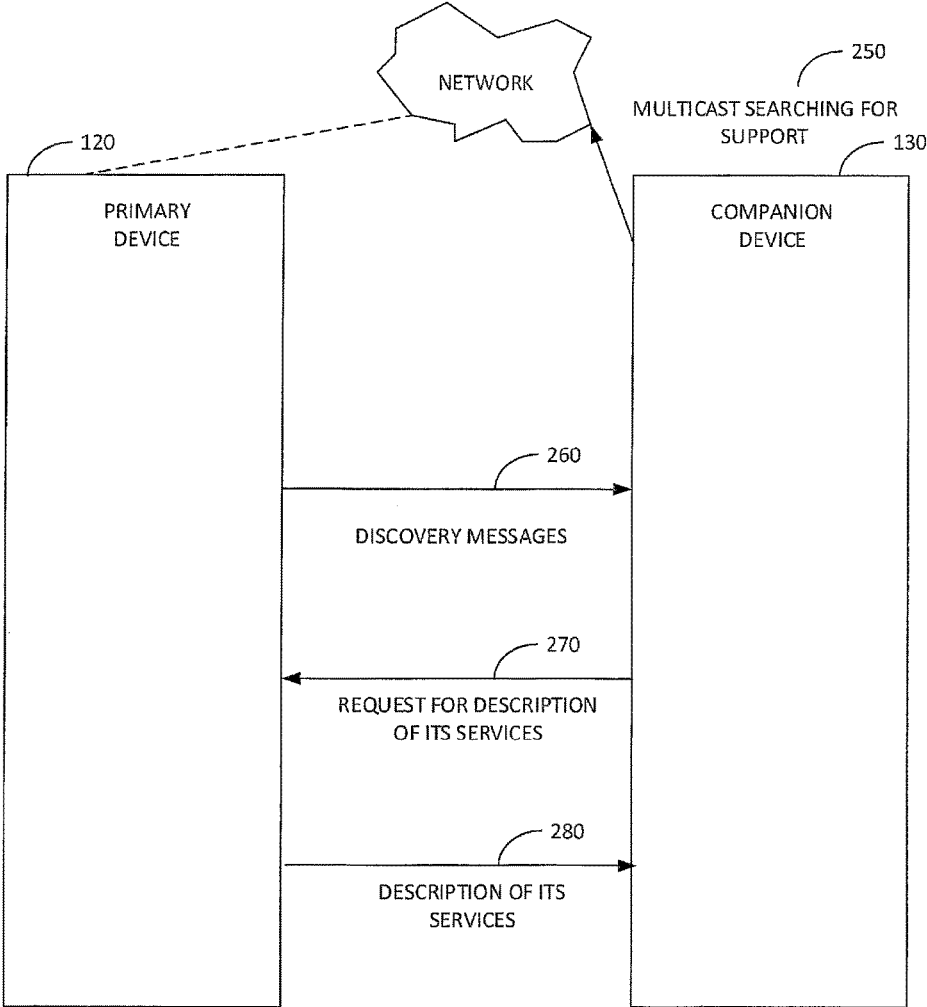 NETWORK
250
MULTICAST SEARCHING FOR
SUPPORT
120
130
PRIMARY
DEVICE
COMPANION
DEVICE
260
DISCOVERY MESSAGES
270
REQUEST FOR DESCRIPTION
OF ITS SERVICES
280
DESCRIPTION OF ITS
SERVICES